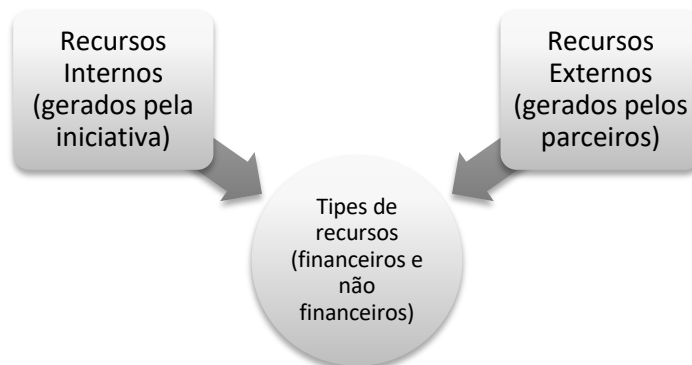 Recursos
Internos
(gerados pela
iniciativa)
Recursos
Externos
(gerados pelos
parceiros)
Tipes de
recursos
(financeiros e
não
financeiros)